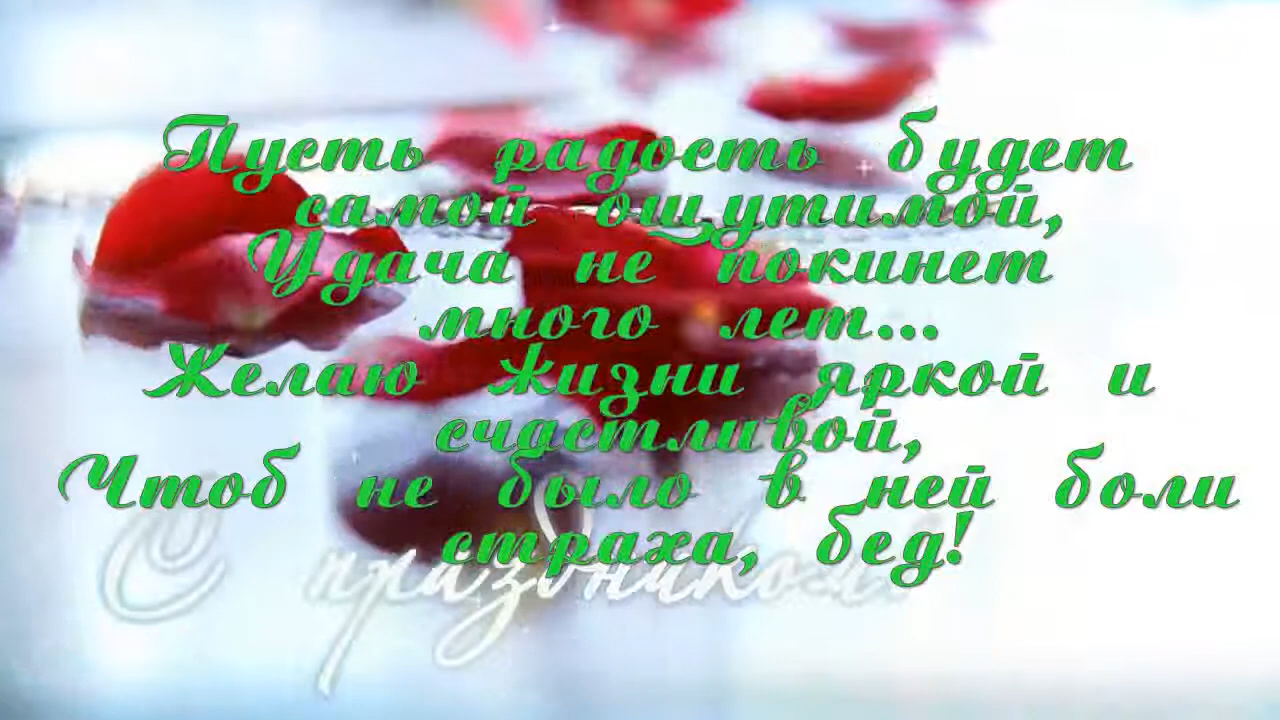 Пусть радость будет
самой ощутимой,
Удача не покинет
много лет...
Желаю жизни яркой и
счастливой,
Чтоб не было в ней боли
страха, бед!
С праздником!